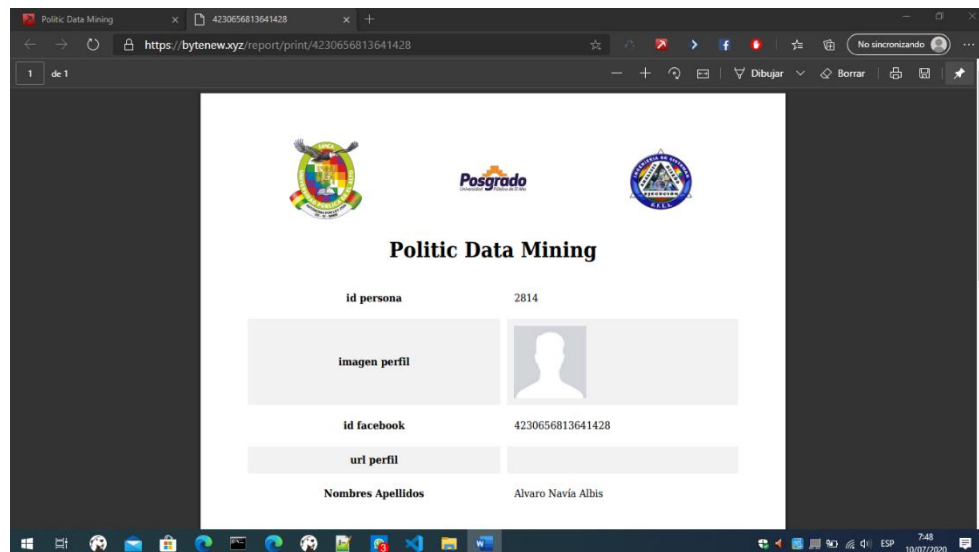 Politic Data Mining
4230656813641428
https://bytenew.xyz/report/print/4230656813641428
No sincronizando
1 de 1
Dibujar
Borrar
Posgrado
Politic Data Mining
id persona 2814
imagen perfil
id facebook 4230656813641428
url perfil
Nombres Apellidos Alvaro Navía Albis
ESP
7:48
10/07/2020